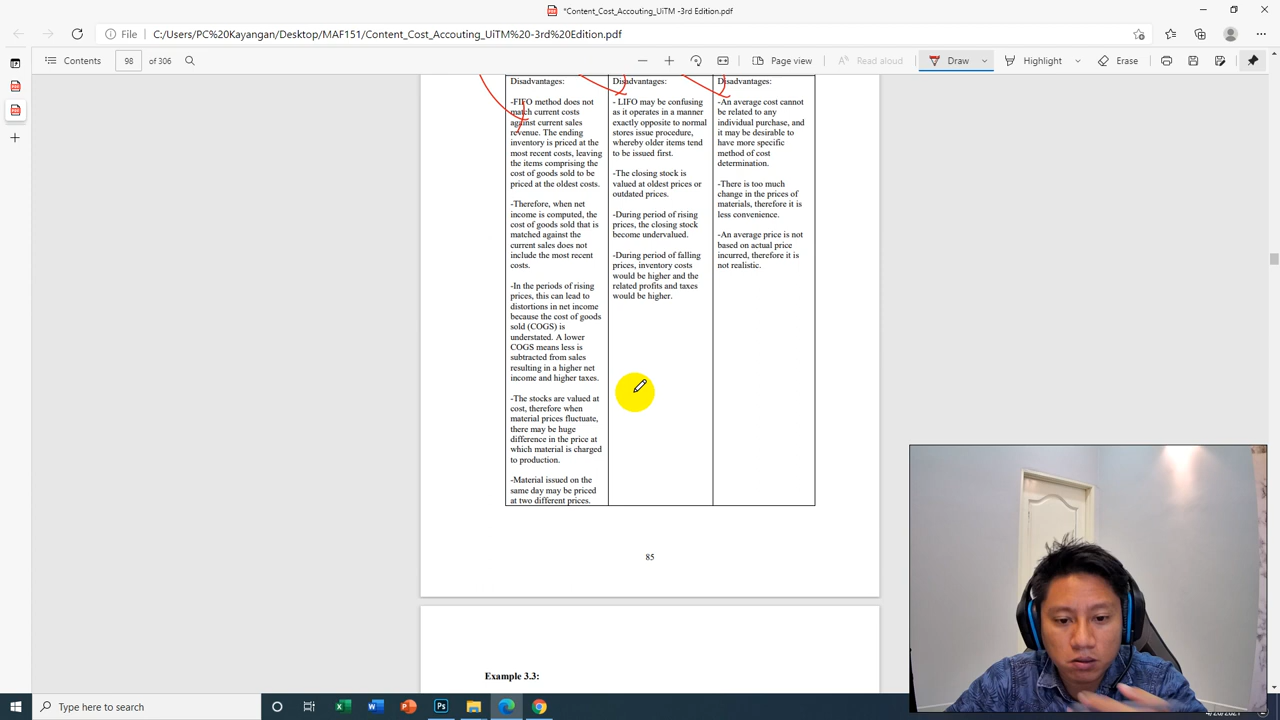 *Content_Cost_Accouting_UiTM -3rd Edition.pdf
File
C:/Users/PC%20Kayangan/Desktop/MAF151/Content_Cost_Accouting_UiTM%20-3rd%20Edition.pdf
Contents
98
of 306
Page view
Read aloud
Draw
Highlight
Erase
Disadvantages:
-FIFO method does not
match current costs
against current sales
revenue. The ending
inventory is priced at the
most recent costs, leaving
the items comprising the
cost of goods sold to be
priced at the oldest costs.
-Therefore, when net
income is computed, the
cost of goods sold that is
matched against the
current sales does not
include the most recent
costs.
-In the periods of rising
prices, this can lead to
distortions in net income
because the cost of goods
sold (COGS) is
understated. A lower
COGS means less is
subtracted from sales
resulting in a higher net
income and higher taxes.
-The stocks are valued at
cost, therefore when
material prices fluctuate,
there may be huge
difference in the price at
which material is charged
to production.
-Material issued on the
same day may be priced
at two different prices.
Disadvantages:
- LIFO may be confusing
as it operates in a manner
exactly opposite to normal
stores issue procedure,
whereby older items tend
to be issued first.
-The closing stock is
valued at oldest prices or
outdated prices.
-During period of rising
prices, the closing stock
become undervalued.
-During period of falling
prices, inventory costs
would be higher and the
related profits and taxes
would be higher.
Disadvantages:
-An average cost cannot
be related to any
individual purchase, and
it may be desirable to
have more specific
method of cost
determination.
-There is too much
change in the prices of
materials, therefore it is
less convenience.
-An average price is not
based on actual price
incurred, therefore it is
not realistic.
85
Example 3.3:
Type here to search